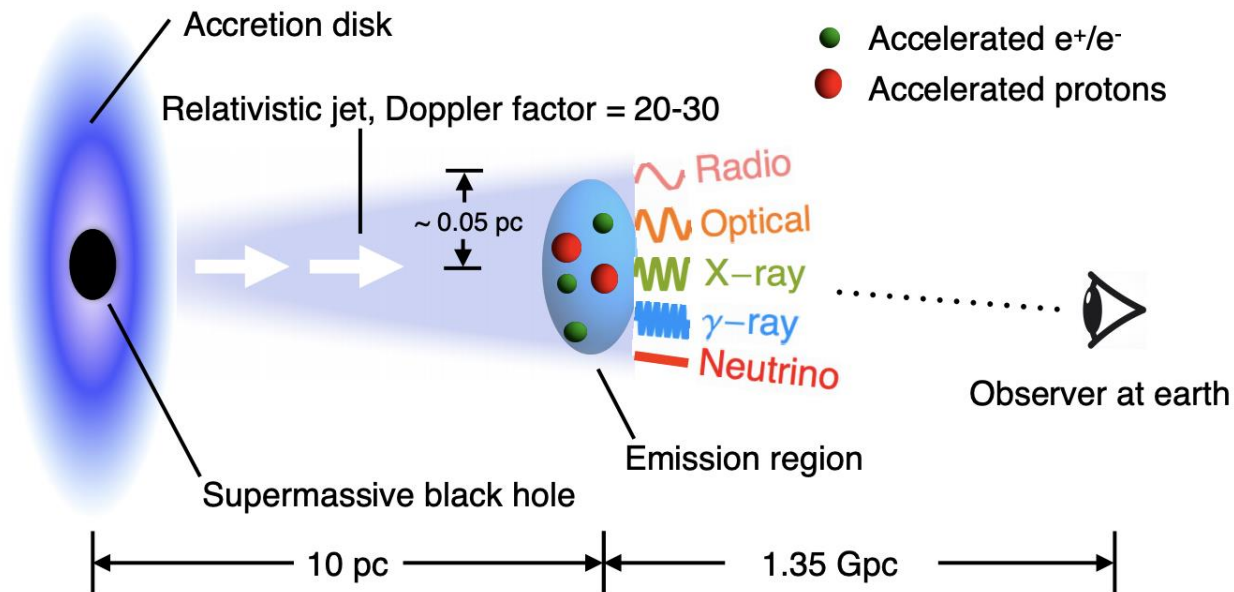 Accretion disk
Accelerated e⁺/e⁻
Accelerated protons
Relativistic jet, Doppler factor = 20-30
Radio
~ 0.05 pc
Optical
X–ray
γ–ray
Neutrino
Observer at earth
Emission region
Supermassive black hole
10 pc
1.35 Gpc